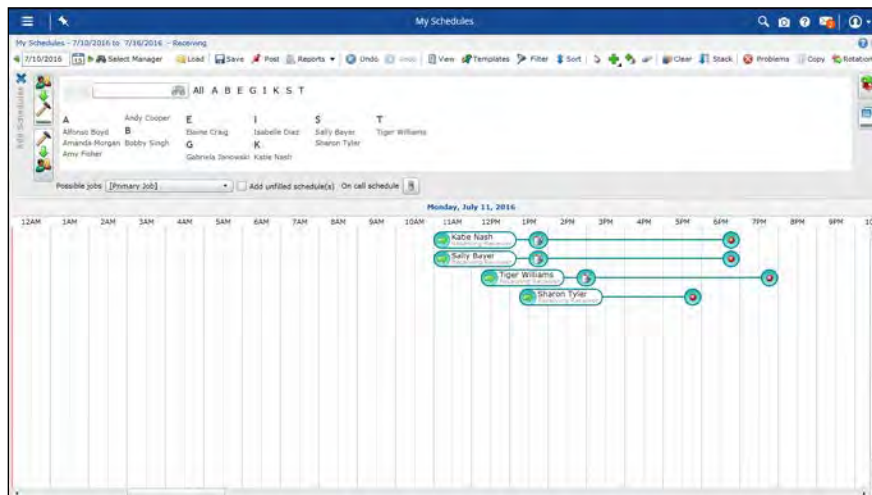 My Schedules
My Schedules - 7/10/2016 to 7/16/2016 - Receiving
7/10/2016 Select Manager Load Save Post Reports Undo View Templates Filter Sort Clear Stack Problems Copy Rotation
Edit Schedules
All A B E G I K S T
A Andy Cooper E I S T
Alfonso Boyd B Elaine Craig Isabelle Diaz Sally Bayer Tiger Williams
Amanda Morgan Bobby Singh G K Sharon Tyler
Amy Fisher Gabriela Janowski Katie Nash
Possible jobs [Primary Job] Add unfilled schedule(s) On call schedule
Monday, July 11, 2016
12AM 1AM 2AM 3AM 4AM 5AM 6AM 7AM 8AM 9AM 10AM 11AM 12PM 1PM 2PM 3PM 4PM 5PM 6PM 7PM 8PM 9PM 10
Katie Nash
Sally Bayer
Tiger Williams
Sharon Tyler